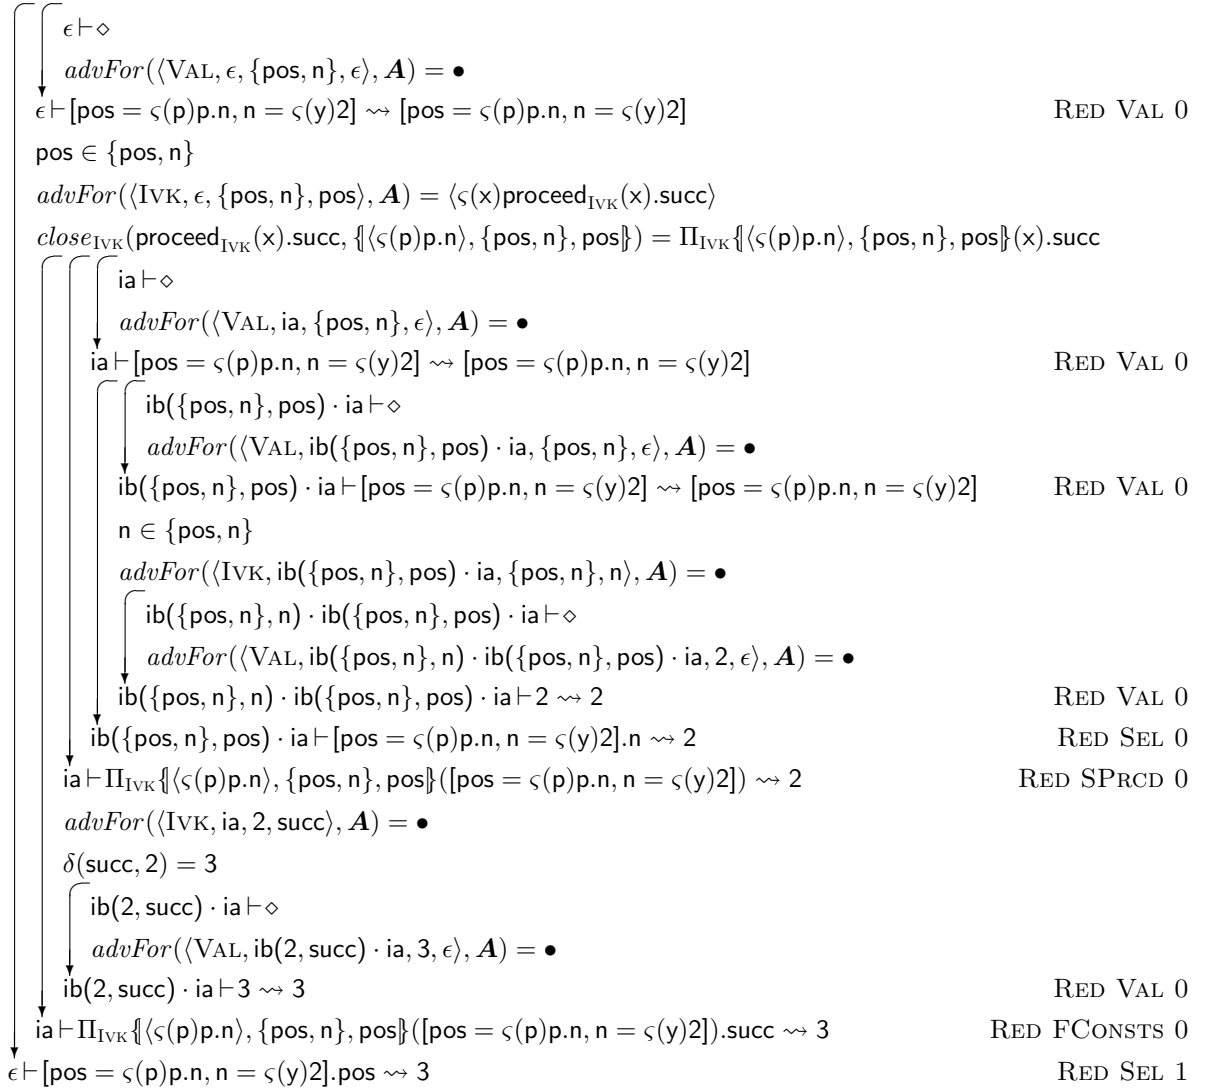 ϵ ⊢ ⋄
advFor(⟨VAL, ϵ, {pos, n}, ϵ⟩, A) = •
ϵ ⊢ [pos = ς(p)p.n, n = ς(y)2] ⇝ [pos = ς(p)p.n, n = ς(y)2] RED VAL 0
pos ∈ {pos, n}
advFor(⟨IVK, ϵ, {pos, n}, pos⟩, A) = ⟨ς(x)proceed_IVK(x).succ⟩
close_IVK(proceed_IVK(x).succ, {|⟨ς(p)p.n⟩, {pos, n}, pos|}) = Π_IVK{|⟨ς(p)p.n⟩, {pos, n}, pos|}(x).succ
ia ⊢ ⋄
advFor(⟨VAL, ia, {pos, n}, ϵ⟩, A) = •
ia ⊢ [pos = ς(p)p.n, n = ς(y)2] ⇝ [pos = ς(p)p.n, n = ς(y)2] RED VAL 0
ib({pos, n}, pos) · ia ⊢ ⋄
advFor(⟨VAL, ib({pos, n}, pos) · ia, {pos, n}, ϵ⟩, A) = •
ib({pos, n}, pos) · ia ⊢ [pos = ς(p)p.n, n = ς(y)2] ⇝ [pos = ς(p)p.n, n = ς(y)2] RED VAL 0
n ∈ {pos, n}
advFor(⟨IVK, ib({pos, n}, pos) · ia, {pos, n}, n⟩, A) = •
ib({pos, n}, n) · ib({pos, n}, pos) · ia ⊢ ⋄
advFor(⟨VAL, ib({pos, n}, n) · ib({pos, n}, pos) · ia, 2, ϵ⟩, A) = •
ib({pos, n}, n) · ib({pos, n}, pos) · ia ⊢ 2 ⇝ 2 RED VAL 0
ib({pos, n}, pos) · ia ⊢ [pos = ς(p)p.n, n = ς(y)2].n ⇝ 2 RED SEL 0
ia ⊢ Π_IVK{|⟨ς(p)p.n⟩, {pos, n}, pos|}([pos = ς(p)p.n, n = ς(y)2]) ⇝ 2 RED SPRCD 0
advFor(⟨IVK, ia, 2, succ⟩, A) = •
δ(succ, 2) = 3
ib(2, succ) · ia ⊢ ⋄
advFor(⟨VAL, ib(2, succ) · ia, 3, ϵ⟩, A) = •
ib(2, succ) · ia ⊢ 3 ⇝ 3 RED VAL 0
ia ⊢ Π_IVK{|⟨ς(p)p.n⟩, {pos, n}, pos|}([pos = ς(p)p.n, n = ς(y)2]).succ ⇝ 3 RED FCONSTS 0
ϵ ⊢ [pos = ς(p)p.n, n = ς(y)2].pos ⇝ 3 RED SEL 1